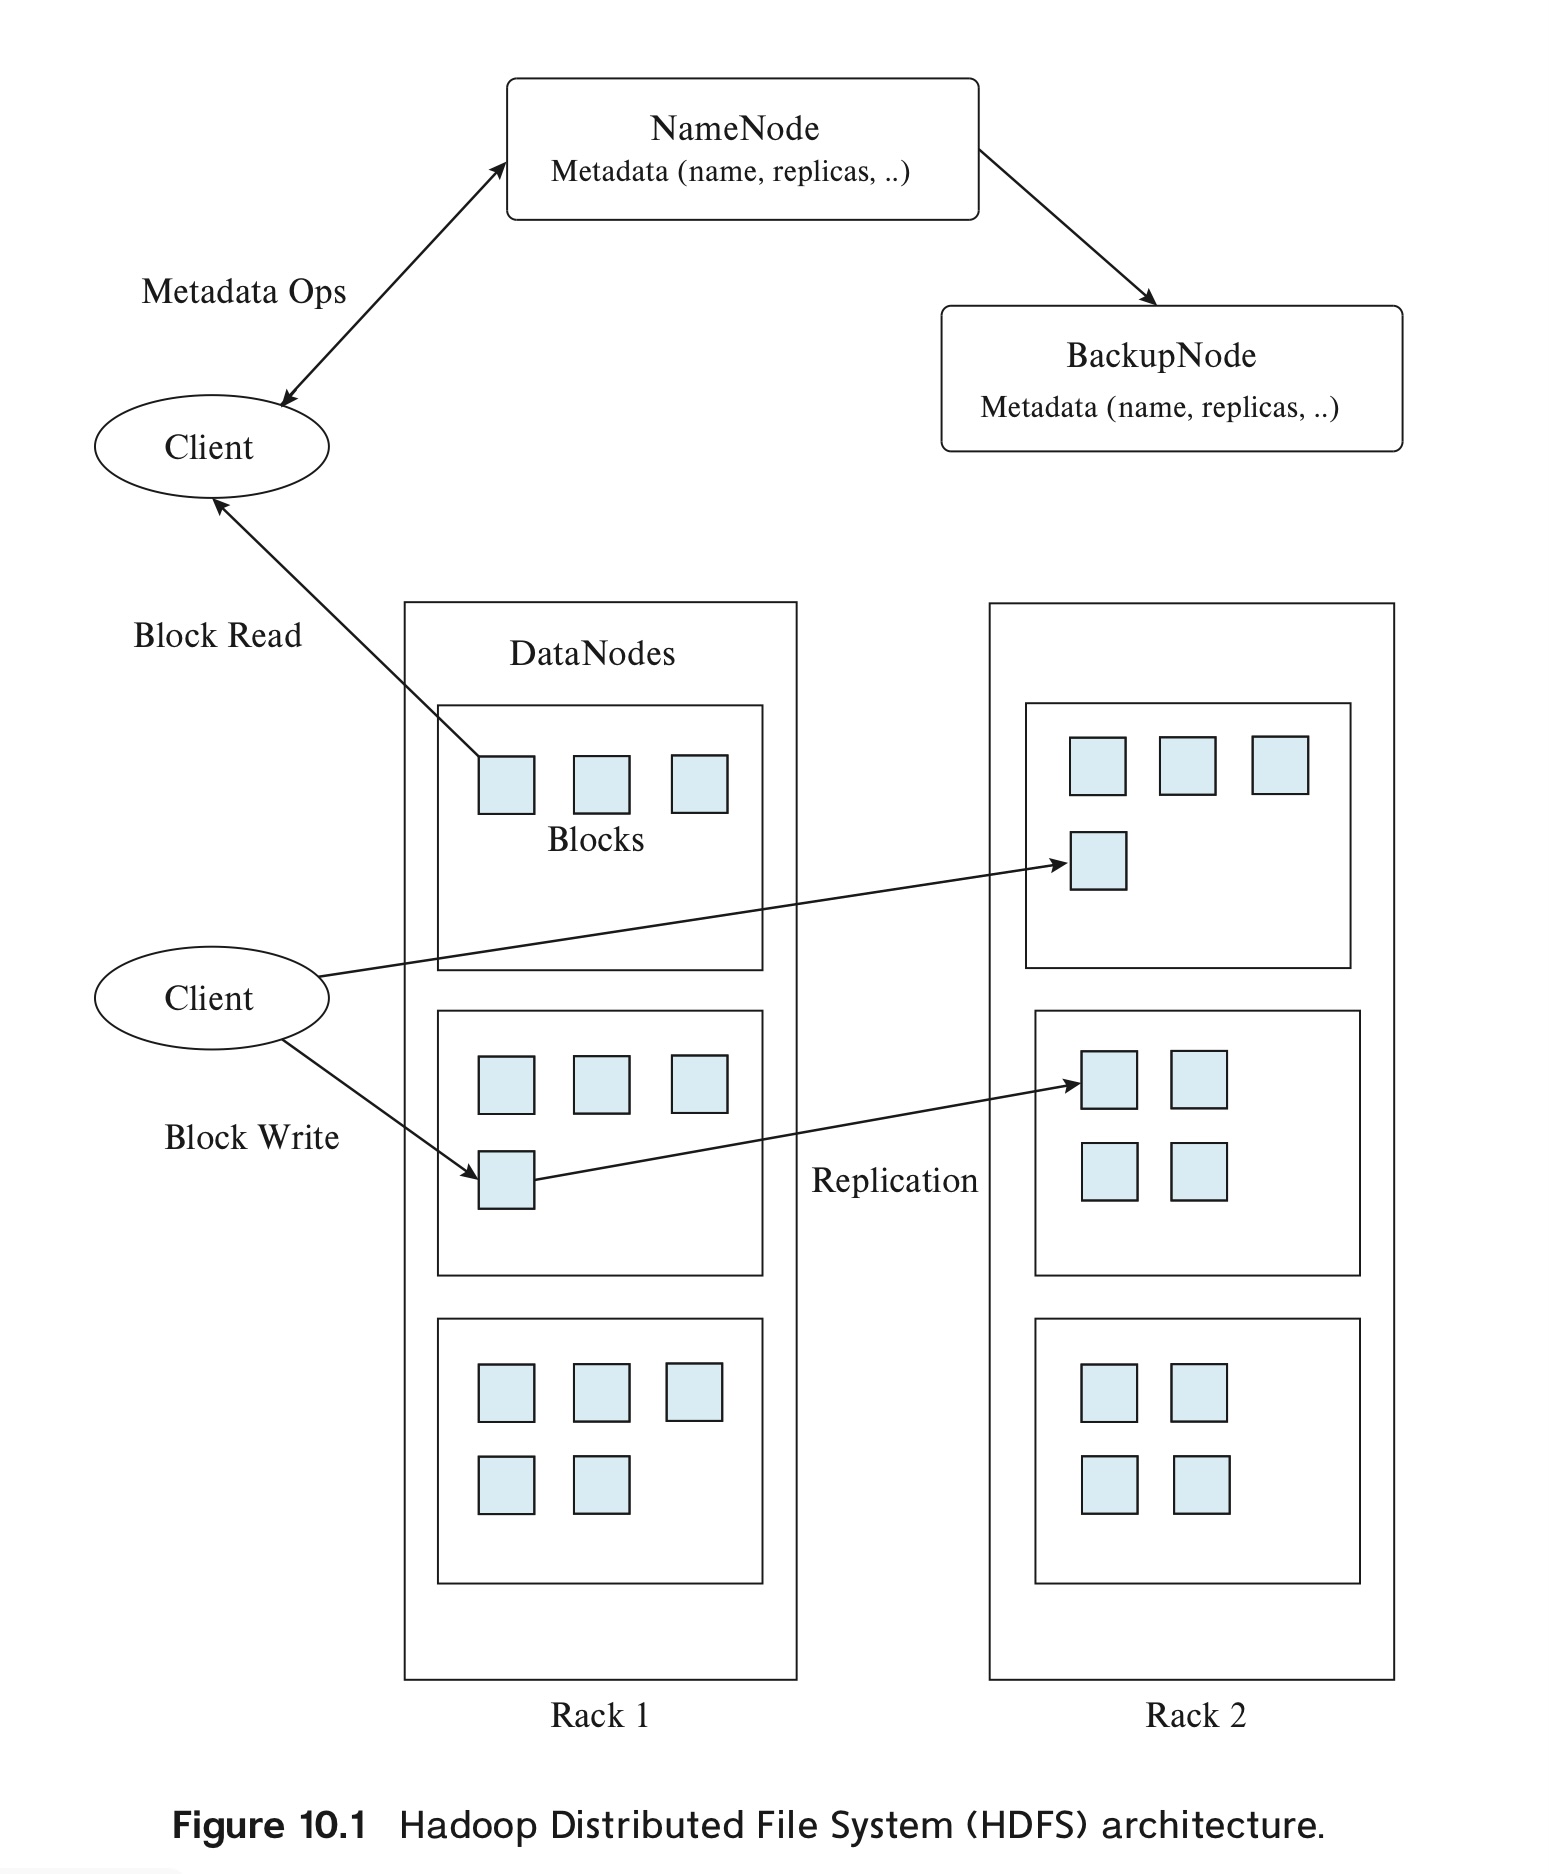 NameNode
Metadata (name, replicas, ..)
Metadata Ops
BackupNode
Metadata (name, replicas, ..)
Client
Block Read
DataNodes
Blocks
Client
Block Write
Replication
Rack 1
Rack 2
Figure 10.1 Hadoop Distributed File System (HDFS) architecture.